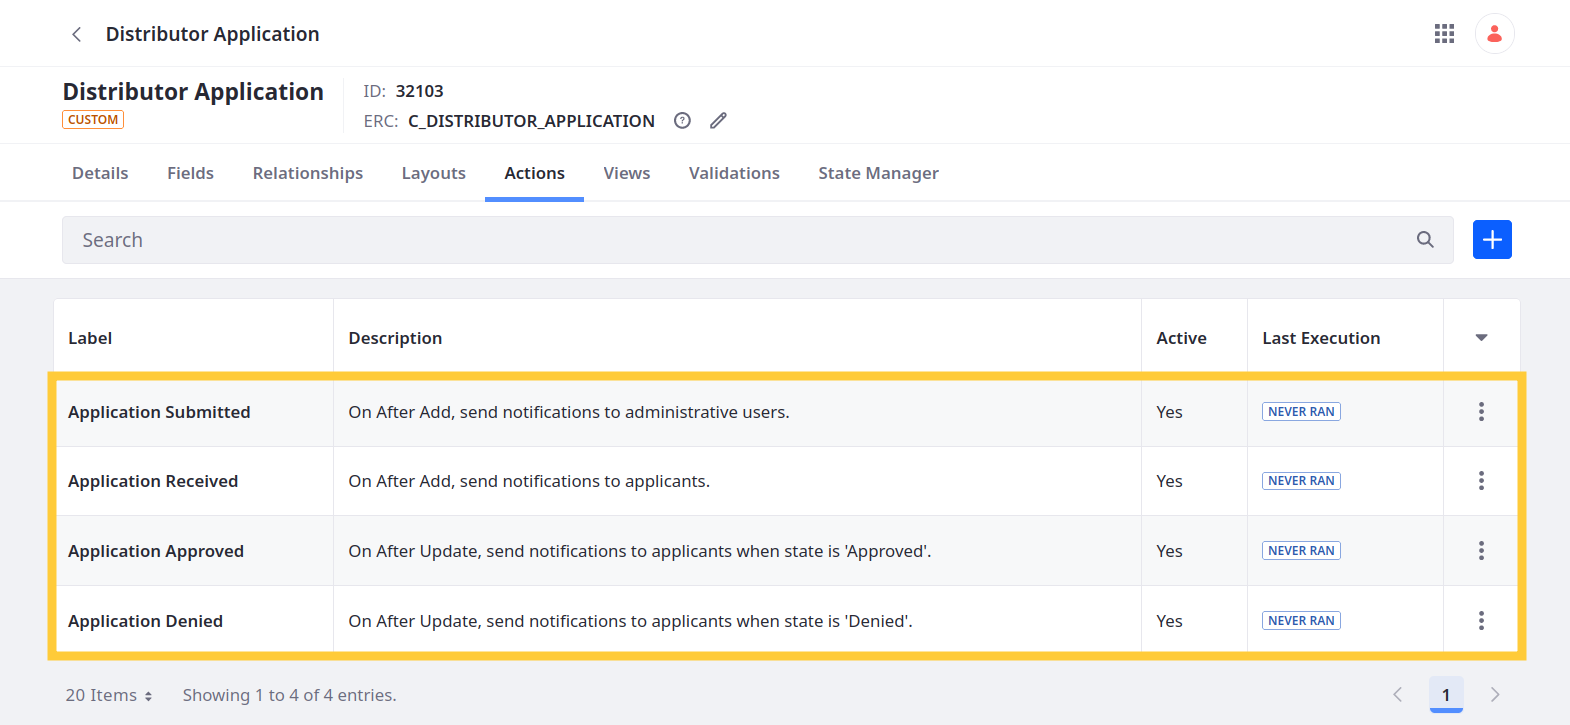 Distributor Application
Distributor Application
CUSTOM
ID: 32103
ERC: C_DISTRIBUTOR_APPLICATION
Details Fields Relationships Layouts Actions Views Validations State Manager
Search
Label Description Active Last Execution
Application Submitted On After Add, send notifications to administrative users. Yes NEVER RAN
Application Received On After Add, send notifications to applicants. Yes NEVER RAN
Application Approved On After Update, send notifications to applicants when state is 'Approved'. Yes NEVER RAN
Application Denied On After Update, send notifications to applicants when state is 'Denied'. Yes NEVER RAN
20 Items Showing 1 to 4 of 4 entries. 1